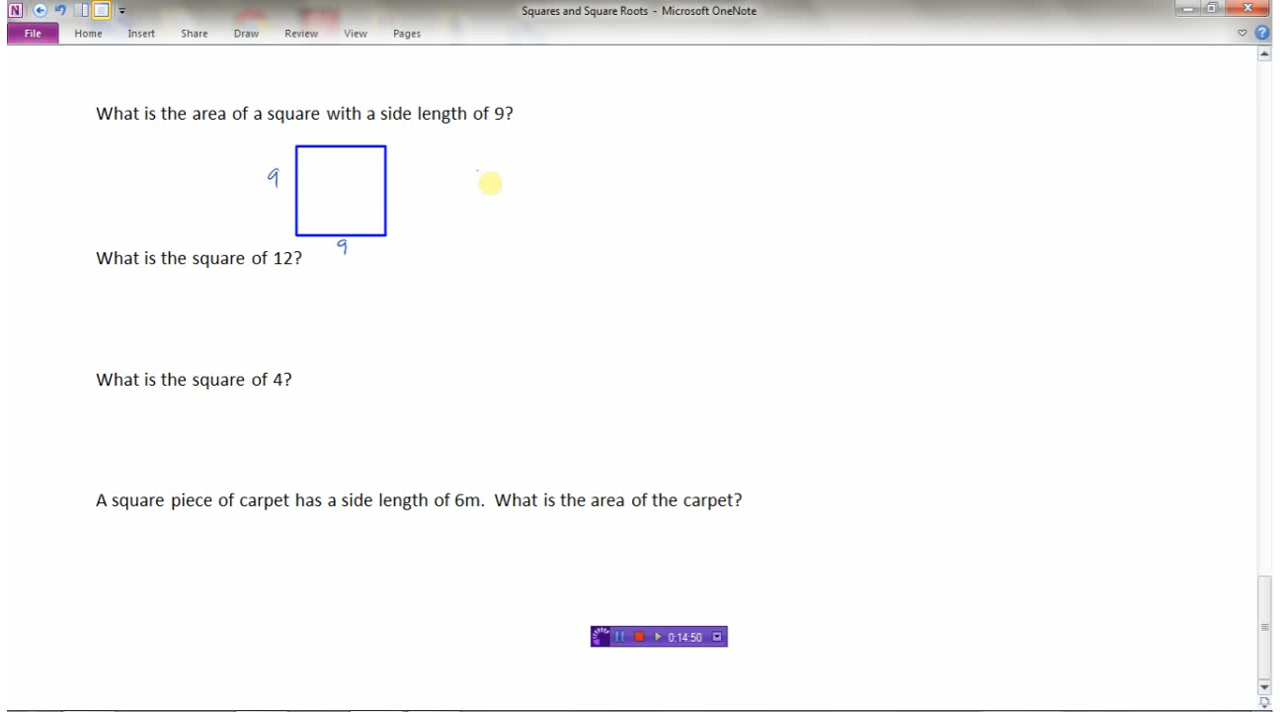 Squares and Square Roots - Microsoft OneNote
File Home Insert Share Draw Review View Pages
What is the area of a square with a side length of 9?
9
9
What is the square of 12?
What is the square of 4?
A square piece of carpet has a side length of 6m. What is the area of the carpet?
0:14:50